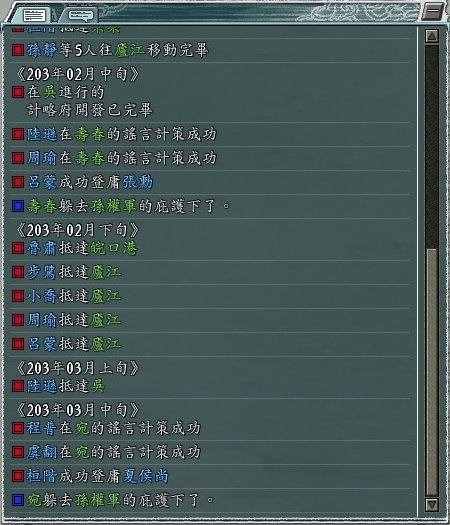 孫靜等5人往廬江移動完畢
《203年02月中旬》
在吳進行的
計略府開發已完畢
陸遜在壽春的謠言計策成功
周瑜在壽春的謠言計策成功
呂蒙成功登庸張勳
壽春躲去孫權軍的庇護下了。
《203年02月下旬》
魯肅抵達皖口港
步騭抵達廬江
小喬抵達廬江
周瑜抵達廬江
呂蒙抵達廬江
《203年03月上旬》
陸遜抵達吳
《203年03月中旬》
程普在宛的謠言計策成功
虞翻在宛的謠言計策成功
桓階成功登庸夏侯尚
宛躲去孫權軍的庇護下了。